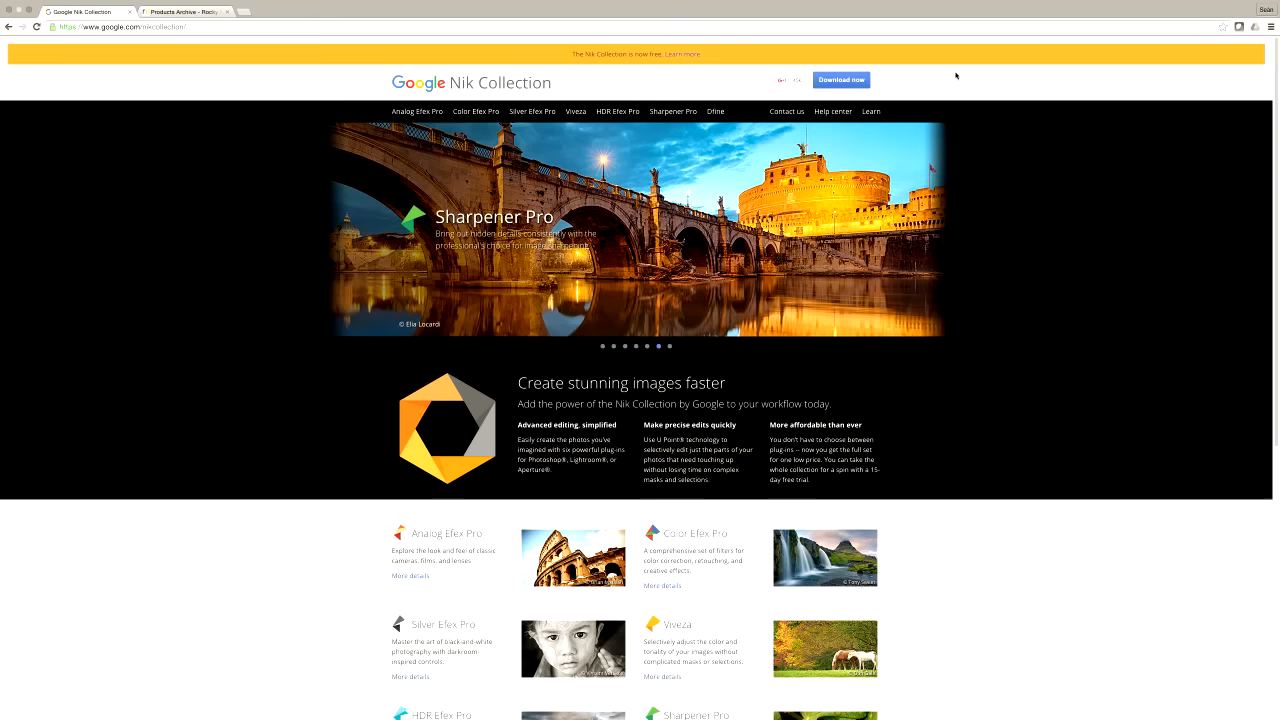 Google Nik Collection
Products Archive - Rocky
Seán
https://www.google.com/nikcollection/
The Nik Collection is now free. Learn more
Google Nik Collection
Download now
Analog Efex Pro Color Efex Pro Silver Efex Pro Viveza HDR Efex Pro Sharpener Pro Dfine Contact us Help center Learn
Sharpener Pro
Bring out hidden details consistently with the
professional's choice for image sharpening.
© Elia Locardi
Create stunning images faster
Add the power of the Nik Collection by Google to your workflow today.
Advanced editing, simplified
Easily create the photos you've
imagined with six powerful plug-ins
for Photoshop®, Lightroom®, or
Aperture®.
Make precise edits quickly
Use U Point® technology to
selectively edit just the parts of your
photos that need touching up
without losing time on complex
masks and selections.
More affordable than ever
You don't have to choose between
plug-ins -- now you get the full set
for one low price. You can take the
whole collection for a spin with a 15-
day free trial.
Analog Efex Pro
Explore the look and feel of classic
cameras, films, and lenses.
More details
Color Efex Pro
A comprehensive set of filters for
color correction, retouching, and
creative effects.
More details
© Tony Sweet
Silver Efex Pro
Master the art of black-and-white
photography with darkroom-
inspired controls.
More details
Viveza
Selectively adjust the color and
tonality of your images without
complicated masks or selections.
More details
HDR Efex Pro
Sharpener Pro